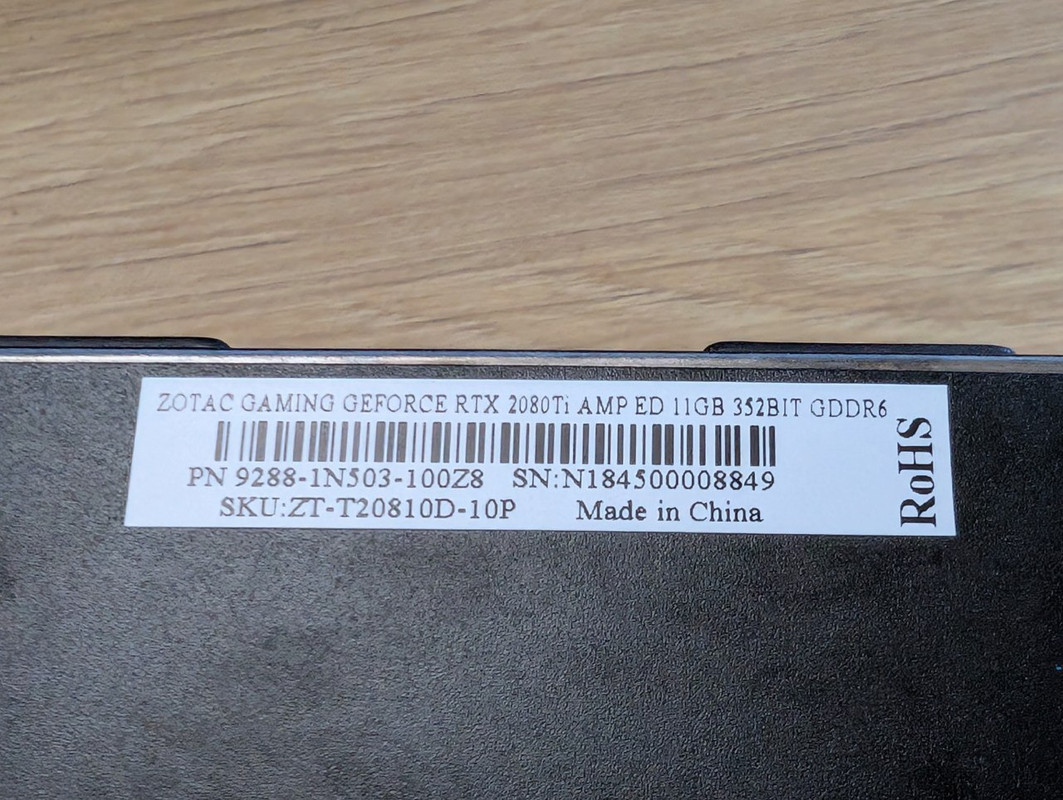 ZOTAC GAMING GEFORCE RTX 2080Ti AMP ED 11GB 352BIT GDDR6
PN 9288-1N503-100Z8 SN:N184500008849
SKU:ZT-T20810D-10P Made in China
RoHS